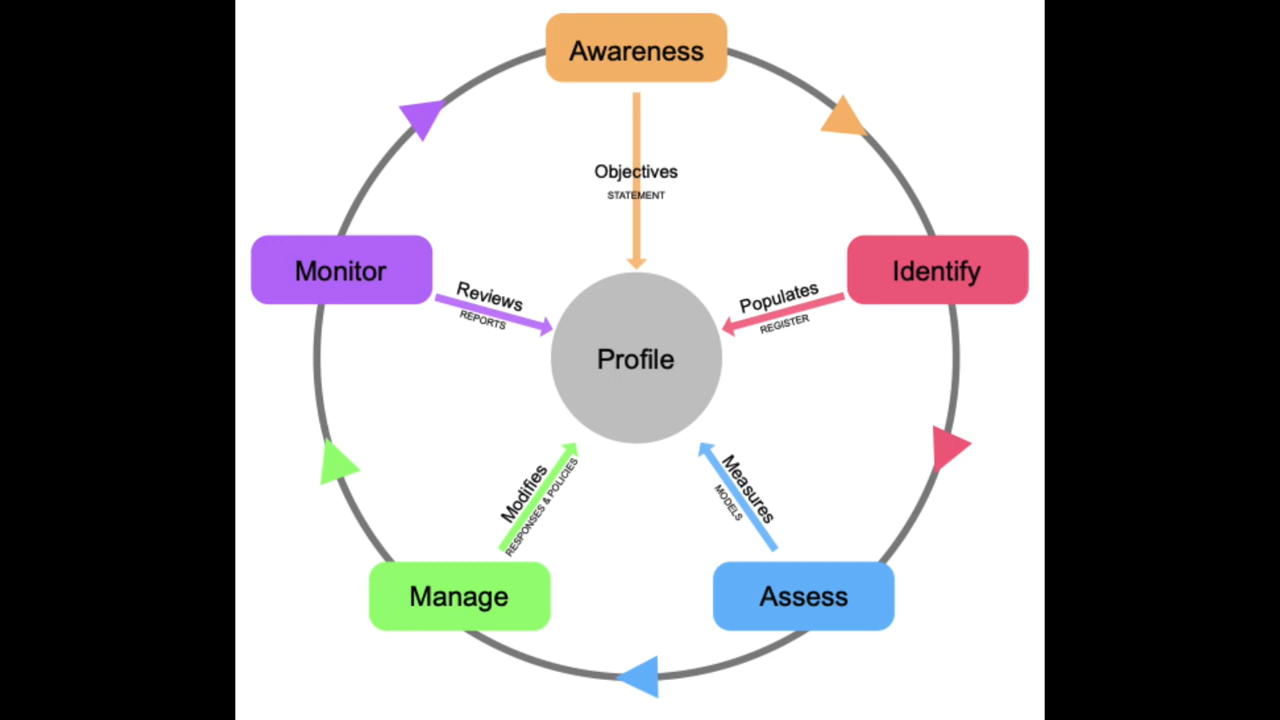 Awareness
Objectives
STATEMENT
Monitor
Identify
Reviews
REPORTS
Populates
REGISTER
Profile
Modifies
RESPONSES & POLICIES
Measures
MODELS
Manage
Assess